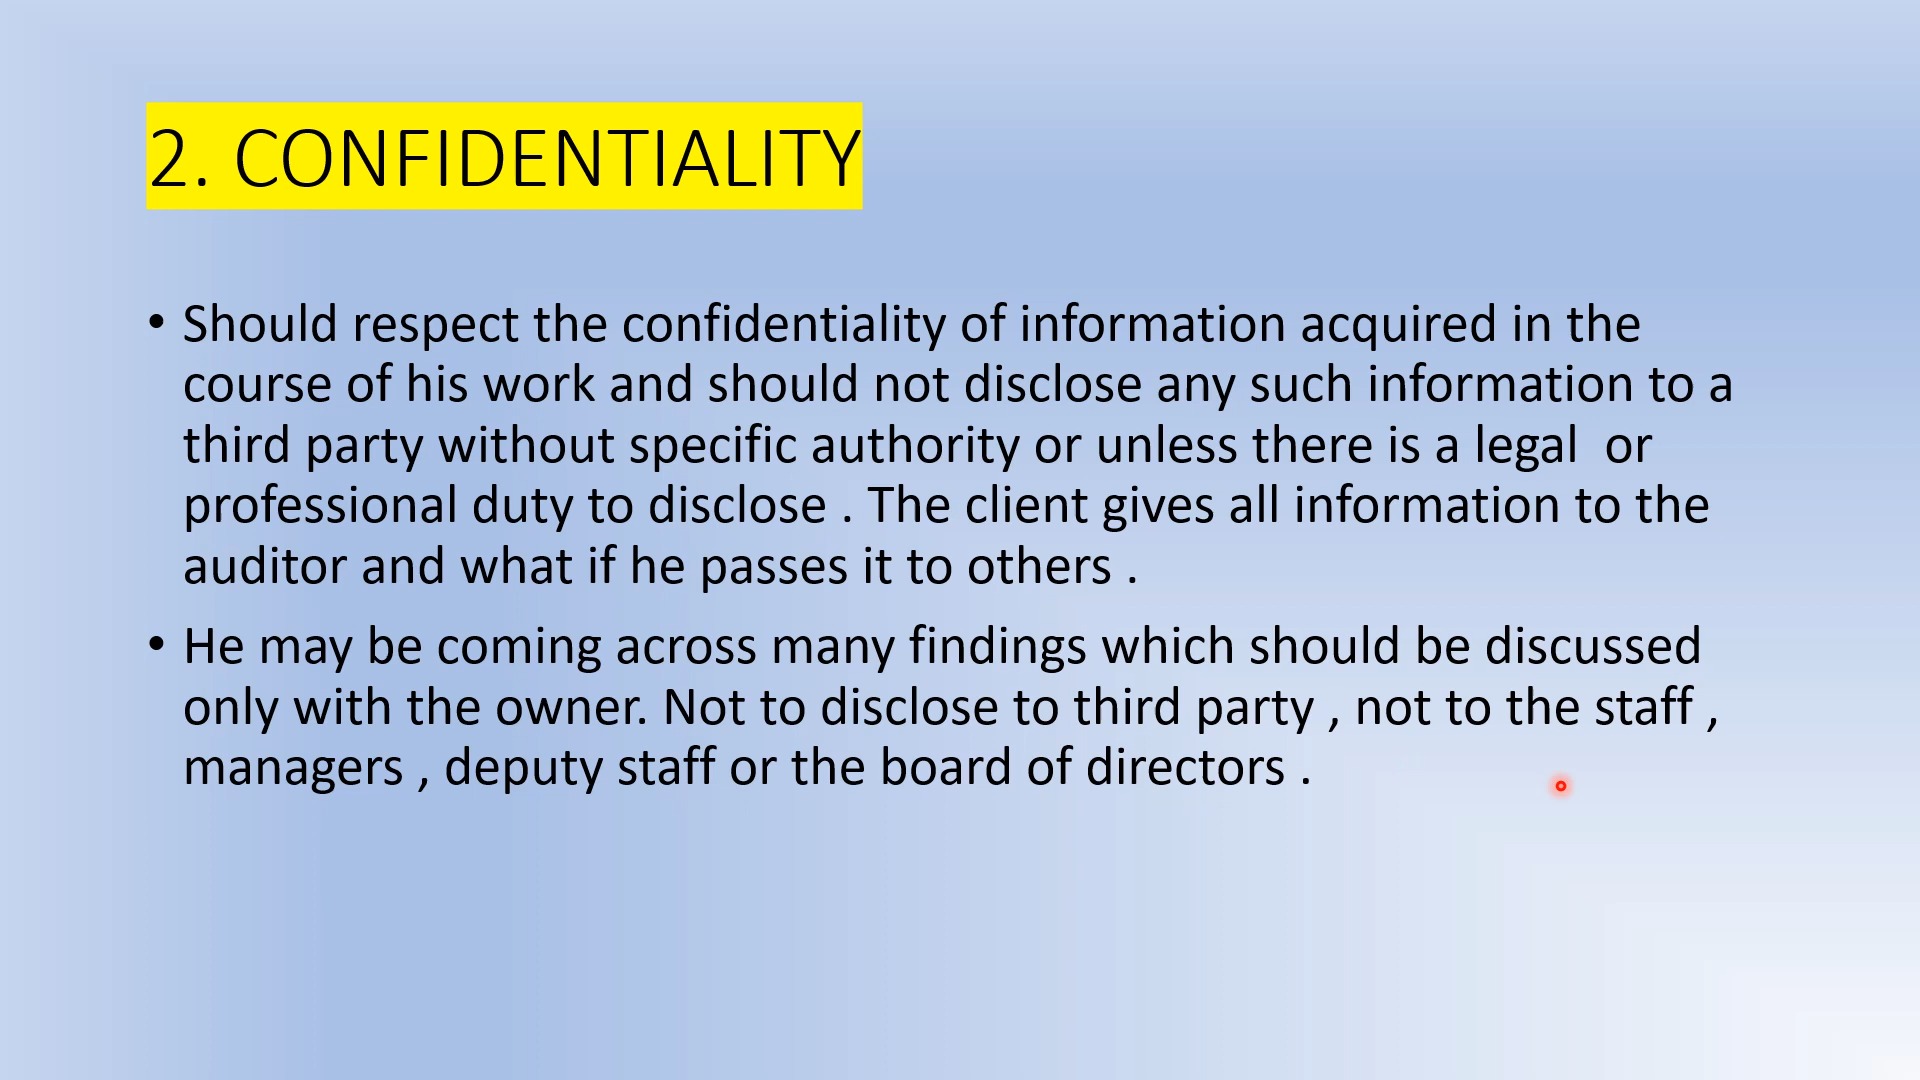 2. CONFIDENTIALITY
• Should respect the confidentiality of information acquired in the
course of his work and should not disclose any such information to a
third party without specific authority or unless there is a legal  or
professional duty to disclose . The client gives all information to the
auditor and what if he passes it to others .
• He may be coming across many findings which should be discussed
only with the owner. Not to disclose to third party , not to the staff ,
managers , deputy staff or the board of directors .